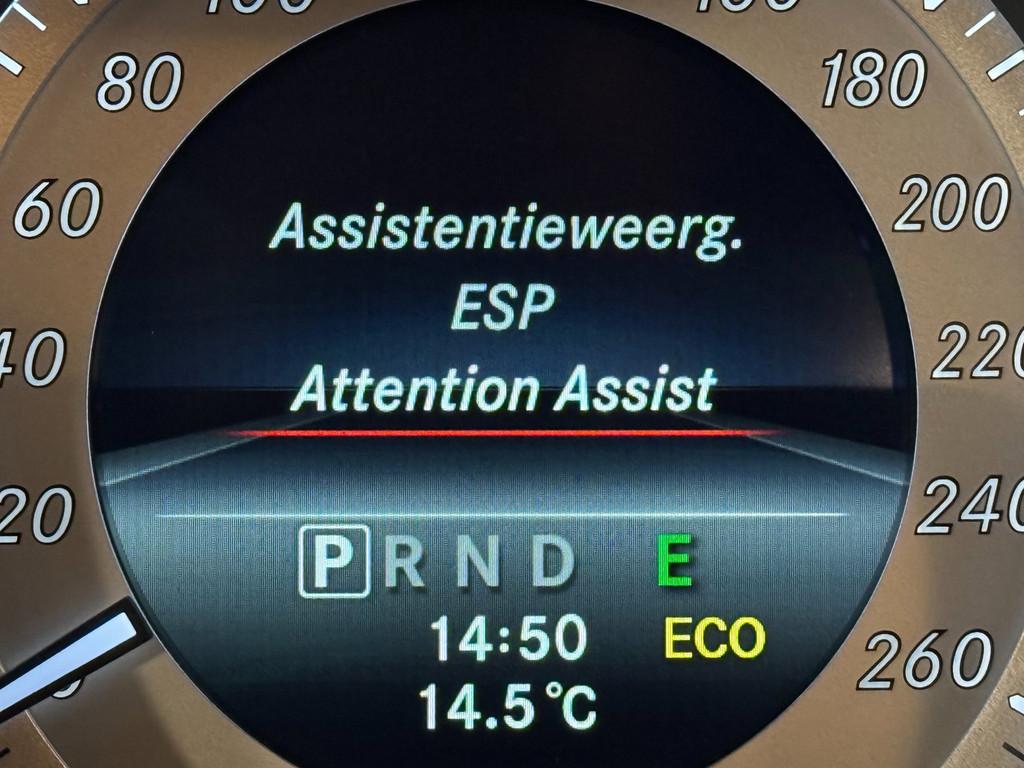 80
180
60
200
Assistentieweerg.
ESP
40
220
Attention Assist
20
240
P R N D E
14:50 ECO
260
14.5°C